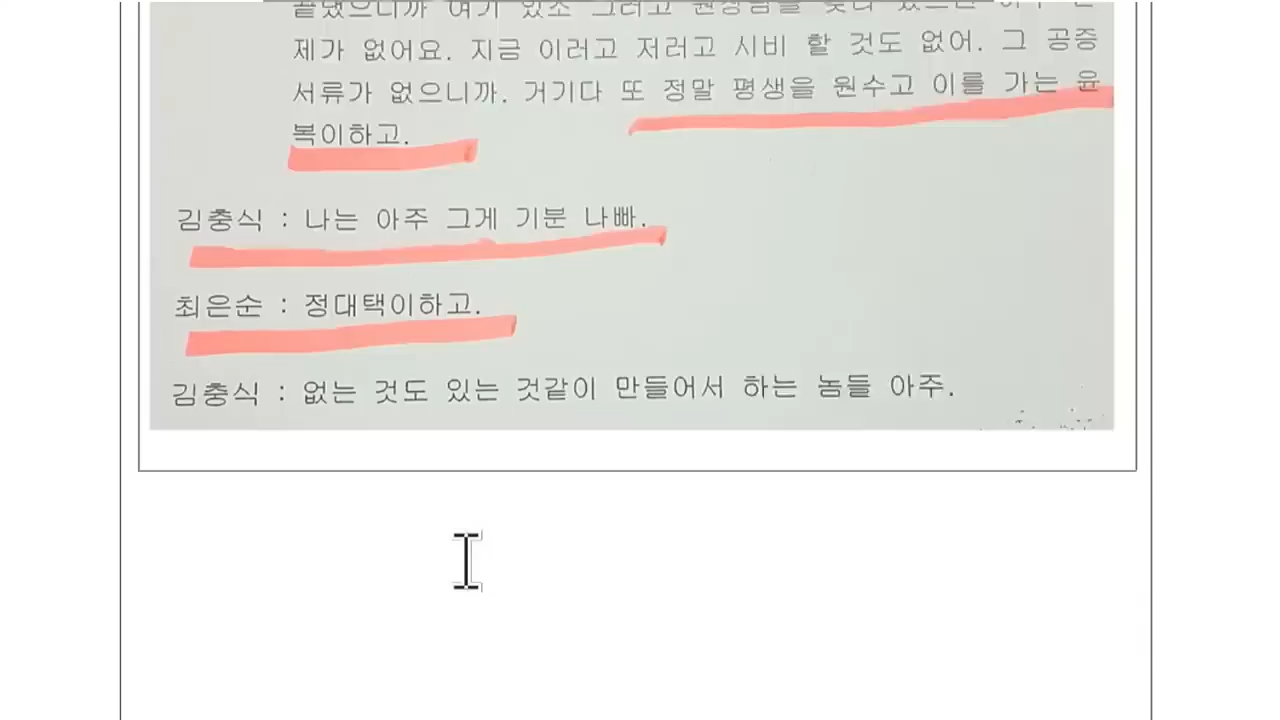 제가 없어요. 지금 이러고 저러고 시비 할 것도 없어. 그 공증
서류가 없으니까. 거기다 또 정말 평생을 원수고 이를 가는 윤
복이하고.
김충식 : 나는 아주 그게 기분 나빠.
최은순 : 정대택이하고.
김충식 : 없는 것도 있는 것같이 만들어서 하는 놈들 아주.